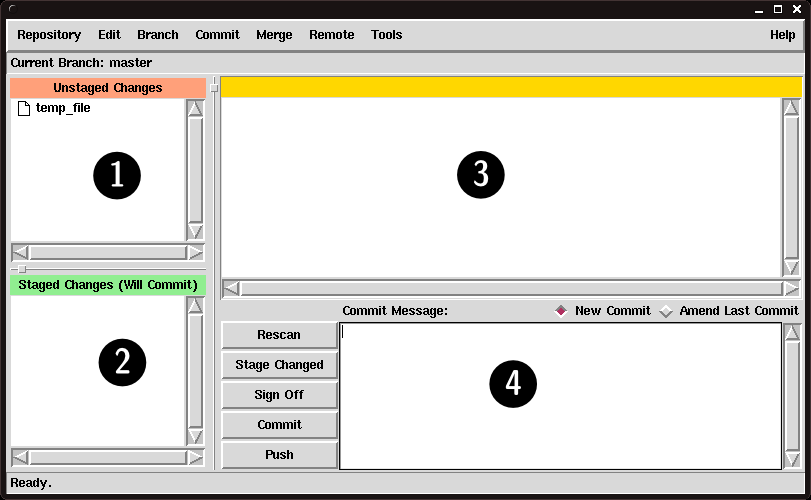 Repository Edit Branch Commit Merge Remote Tools Help
Current Branch: master
Unstaged Changes
temp_file
1
3
Staged Changes (Will Commit)
2
Commit Message: New Commit Amend Last Commit
Rescan
Stage Changed
Sign Off
Commit
Push
4
Ready.